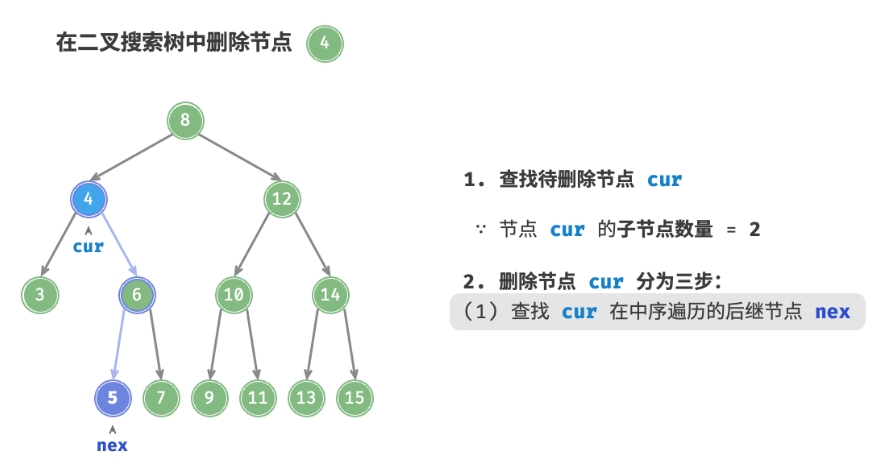 在二叉搜索树中删除节点 4
8
4
12
cur
3
6
10
14
5
7
9
11
13
15
nex
1. 查找待删除节点 cur
∵ 节点 cur 的子节点数量 = 2
2. 删除节点 cur 分为三步：
(1) 查找 cur 在中序遍历的后继节点 nex